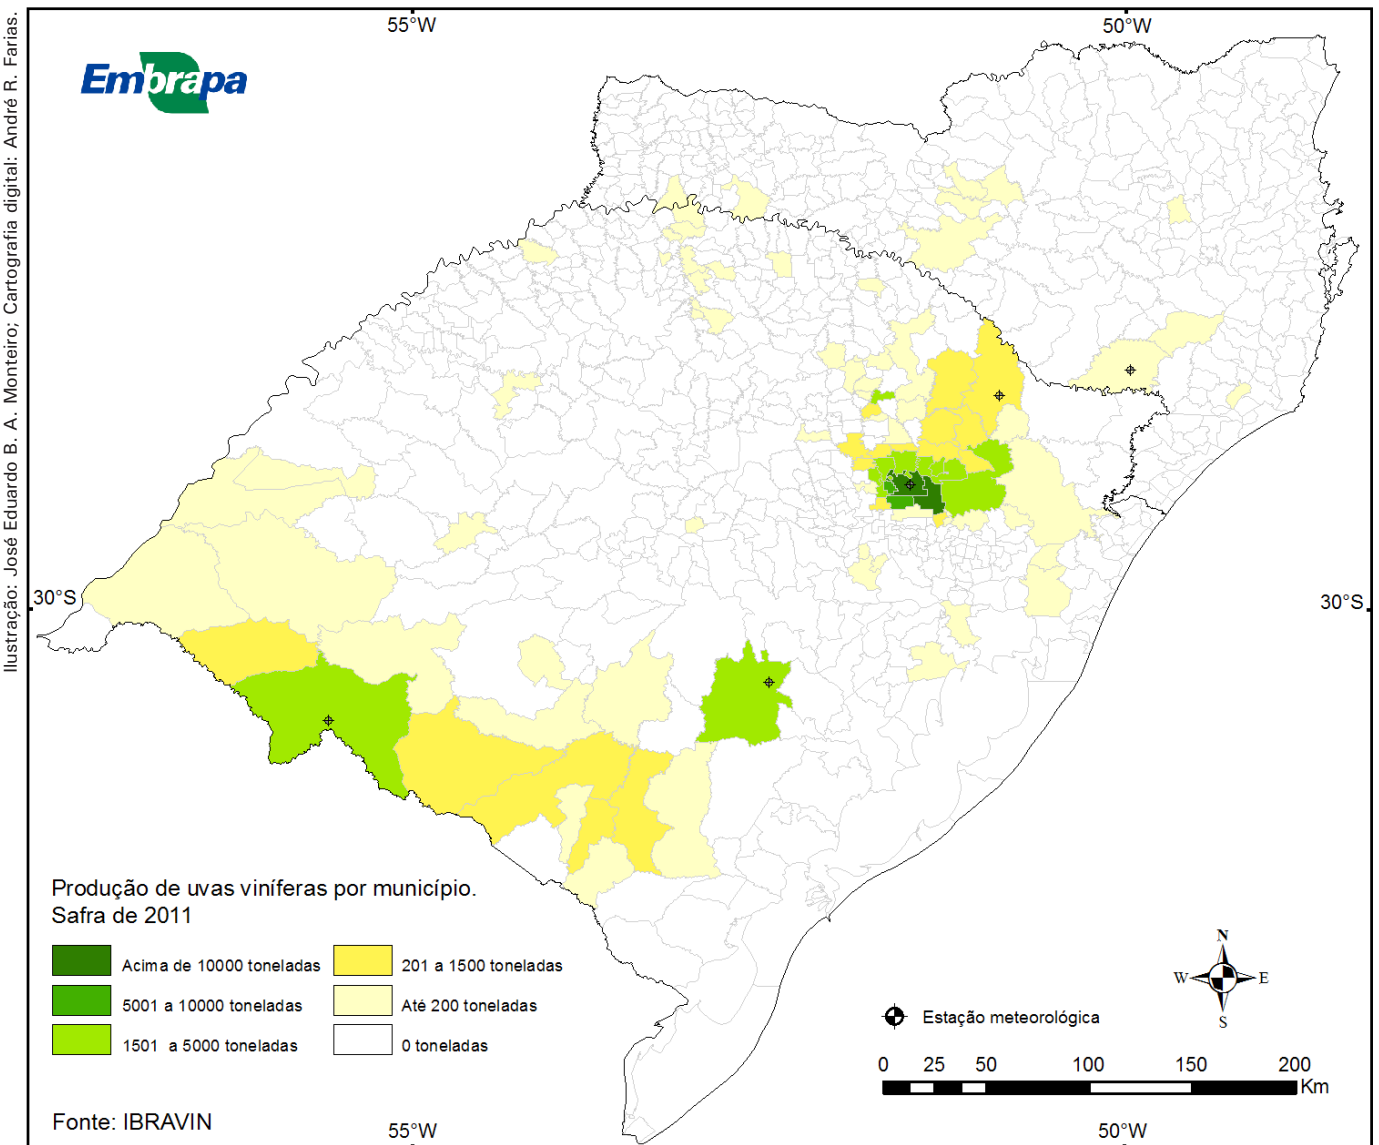 55°W
50°W
Embrapa
Ilustração: José Eduardo B. A. Monteiro; Cartografia digital: André R. Farias.
30°S
30°S
Produção de uvas viníferas por município.
Safra de 2011
Acima de 10000 toneladas
201 a 1500 toneladas
5001 a 10000 toneladas
Até 200 toneladas
1501 a 5000 toneladas
0 toneladas
N
W
E
S
Estação meteorológica
0 25 50 100 150 200
Km
Fonte: IBRAVIN
55°W
50°W